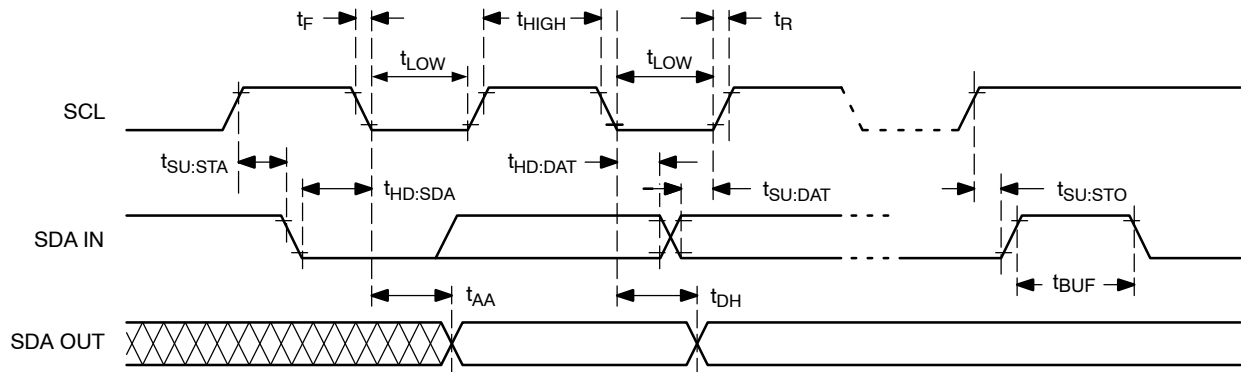 tF
tHIGH
tR
tLOW
tLOW
SCL
tSU:STA
tHD:DAT
tHD:SDA
tSU:DAT
tSU:STO
SDA IN
tBUF
tAA
tDH
SDA OUT